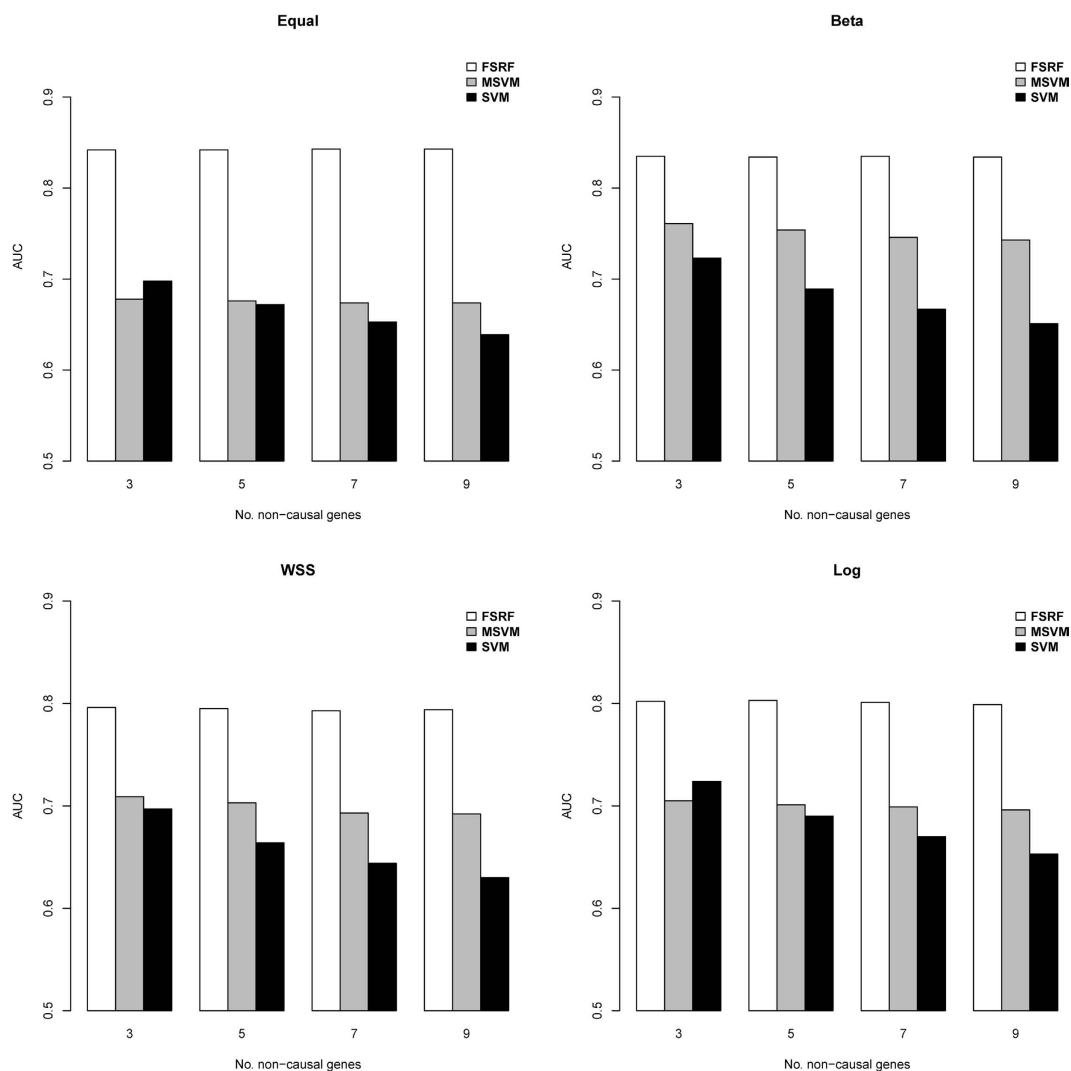 Equal
FSRF
MSVM
SVM
AUC
0.9
0.8
0.7
0.6
0.5
3 5 7 9
No. non−causal genes
Beta
FSRF
MSVM
SVM
AUC
0.9
0.8
0.7
0.6
0.5
3 5 7 9
No. non−causal genes
WSS
FSRF
MSVM
SVM
AUC
0.9
0.8
0.7
0.6
0.5
3 5 7 9
No. non−causal genes
Log
FSRF
MSVM
SVM
AUC
0.9
0.8
0.7
0.6
0.5
3 5 7 9
No. non−causal genes